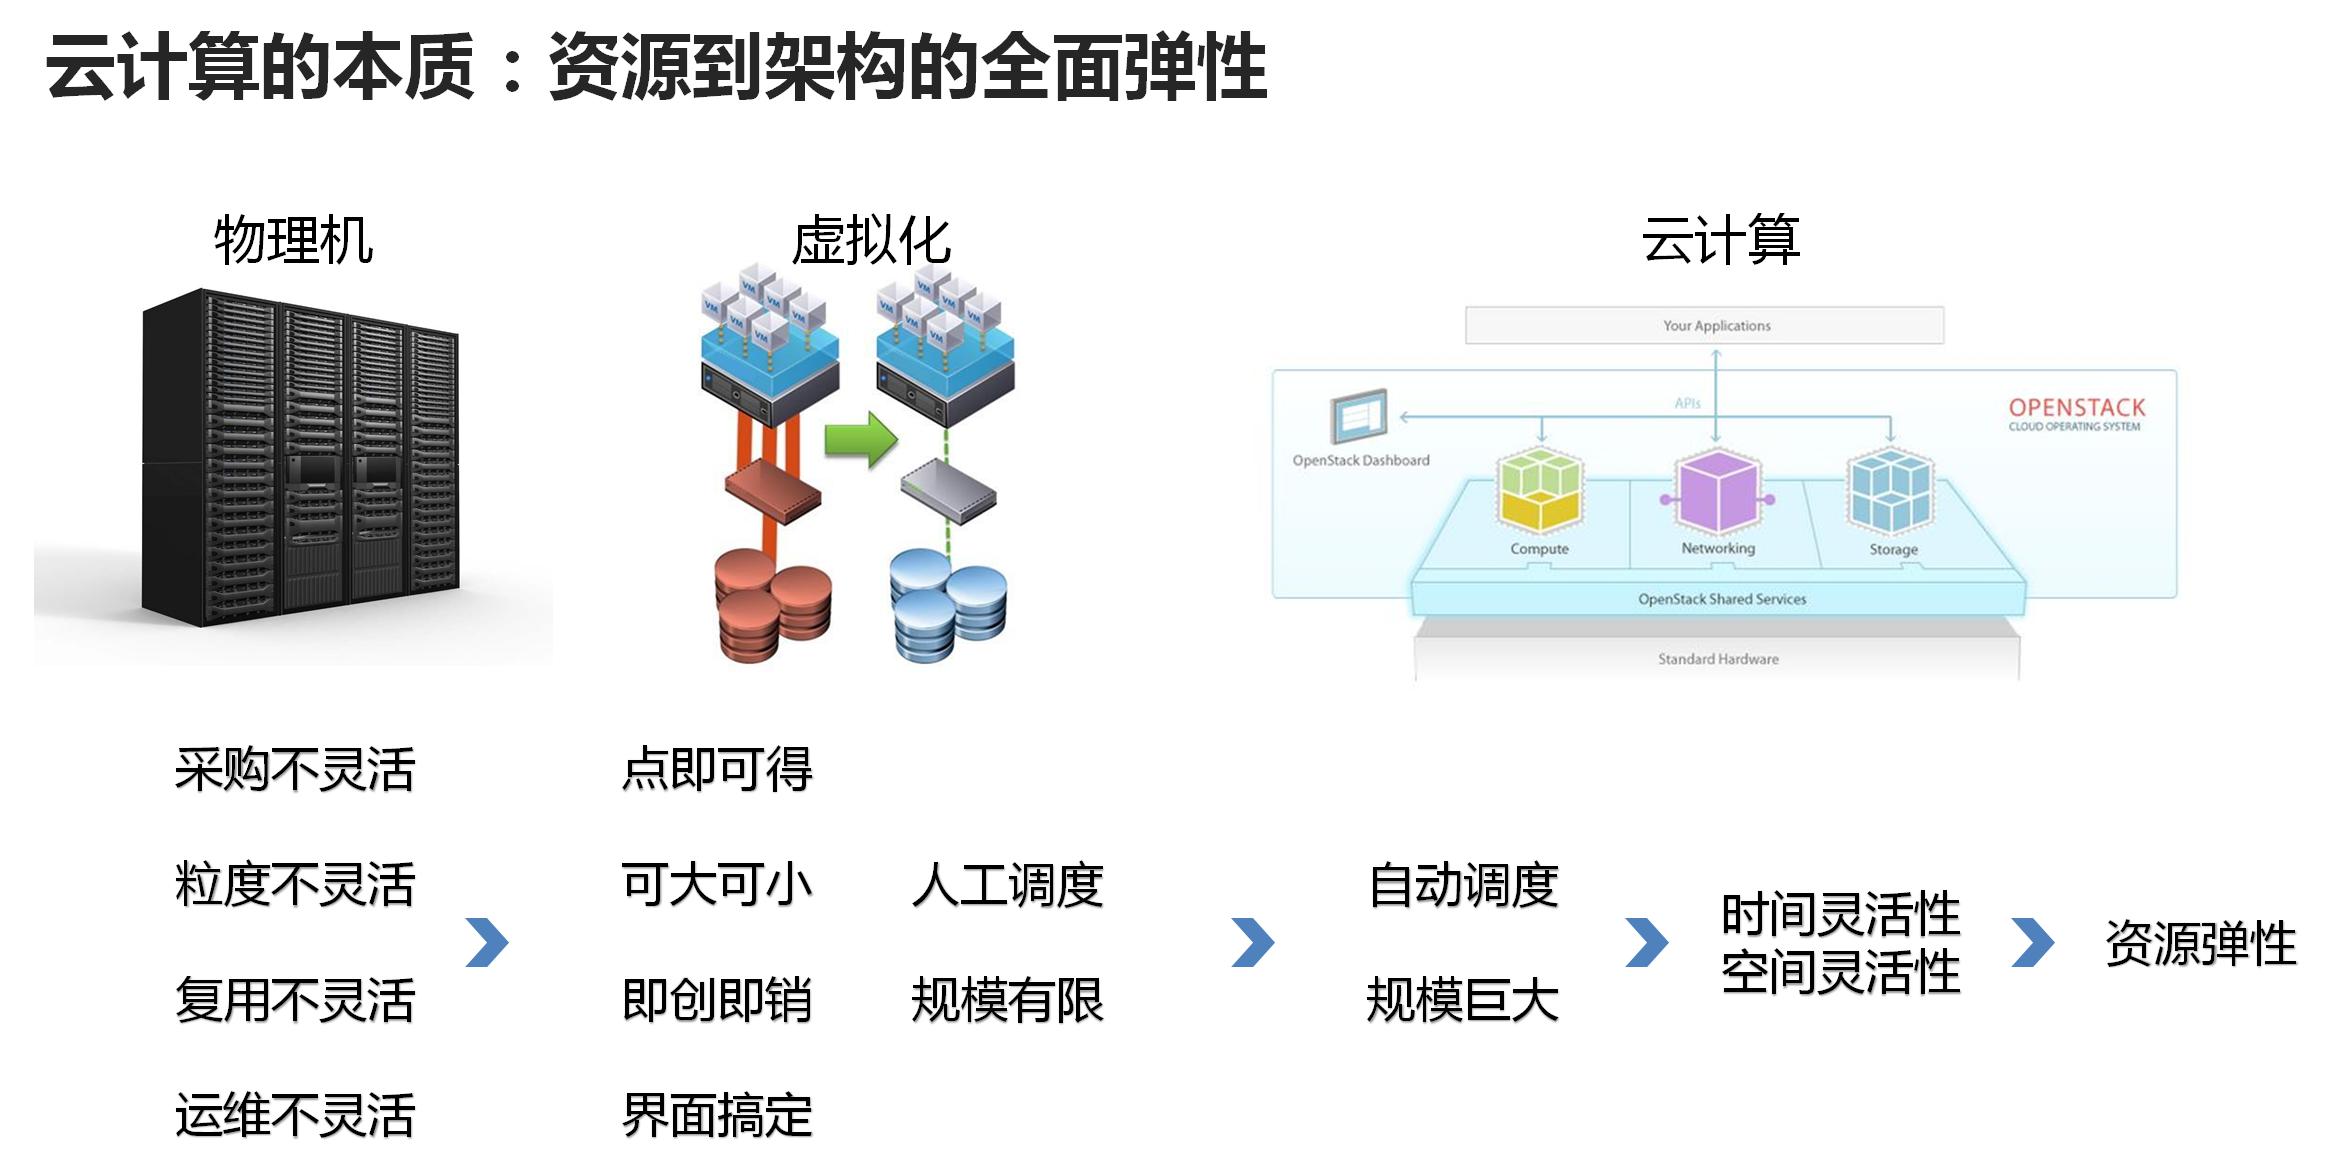 云计算的本质：资源到架构的全面弹性
物理机
虚拟化
云计算
VM VM VM VM VM VM
VM VM VM VM VM VM
Your Applications
APIs
OPENSTACK
CLOUD OPERATING SYSTEM
OpenStack Dashboard
Compute
Networking
Storage
OpenStack Shared Services
Standard Hardware
采购不灵活
点即可得
粒度不灵活
可大可小
人工调度
自动调度
时间灵活性
空间灵活性
资源弹性
复用不灵活
即创即销
规模有限
规模巨大
运维不灵活
界面搞定